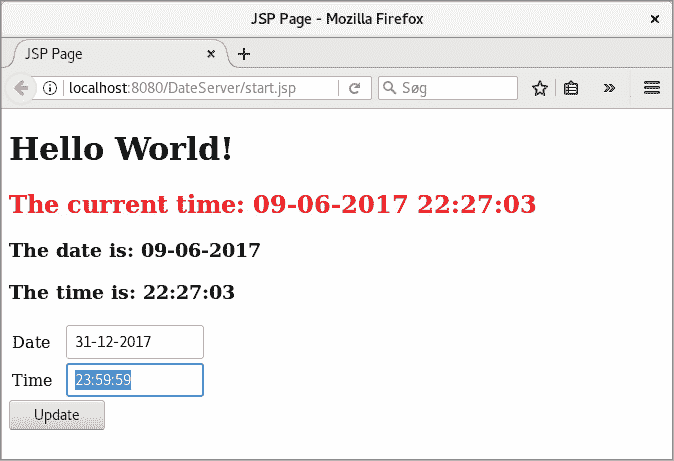 JSP Page - Mozilla Firefox
JSP Page
localhost:8080/DateServer/start.jsp
Søg
Hello World!
The current time: 09-06-2017 22:27:03
The date is: 09-06-2017
The time is: 22:27:03
Date 31-12-2017
Time 23:59:59
Update